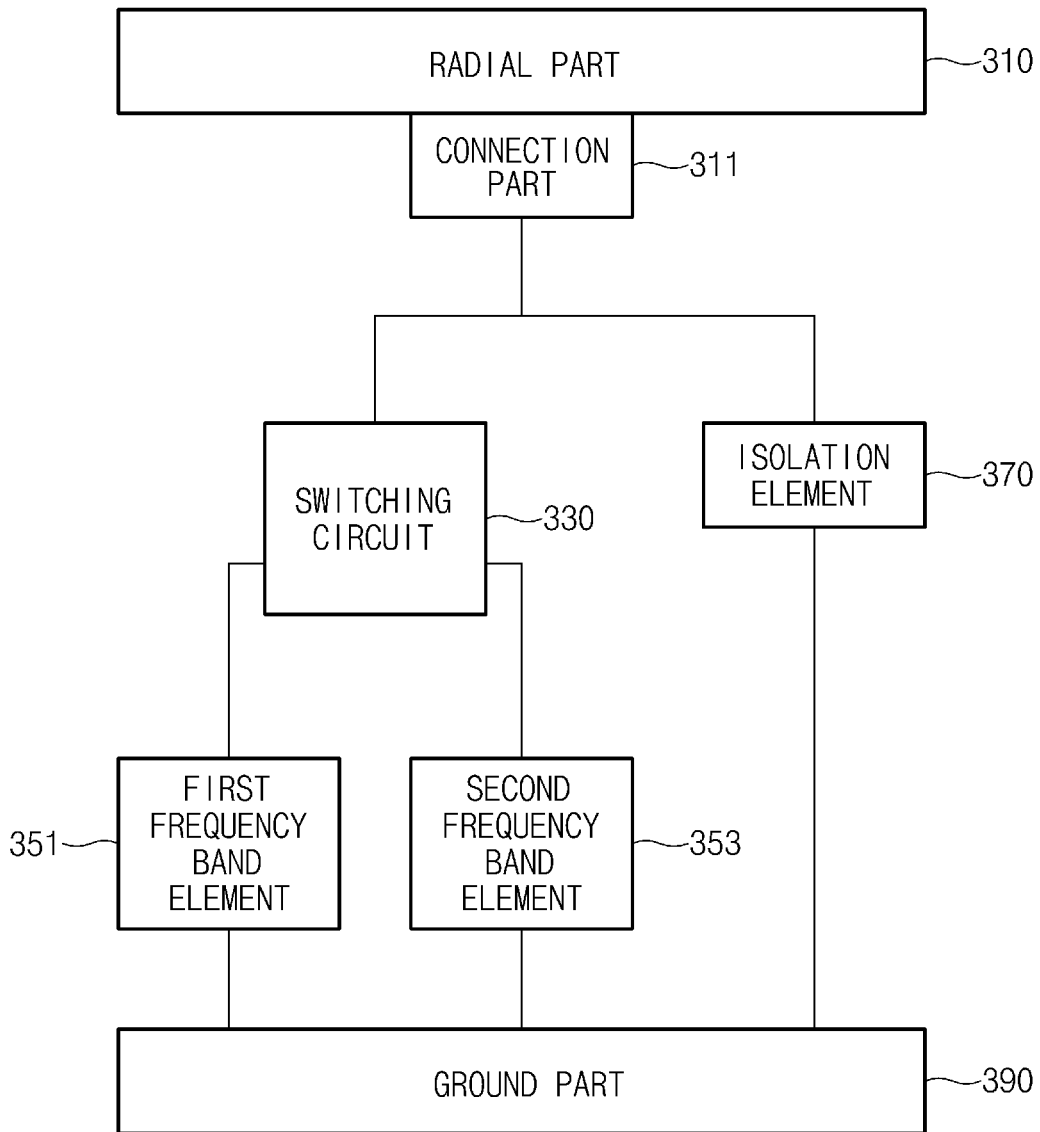 RADIAL PART
310
CONNECTION
PART
311
SWITCHING
CIRCUIT
330
ISOLATION
ELEMENT
370
FIRST
FREQUENCY
BAND
ELEMENT
351
SECOND
FREQUENCY
BAND
ELEMENT
353
GROUND PART
390